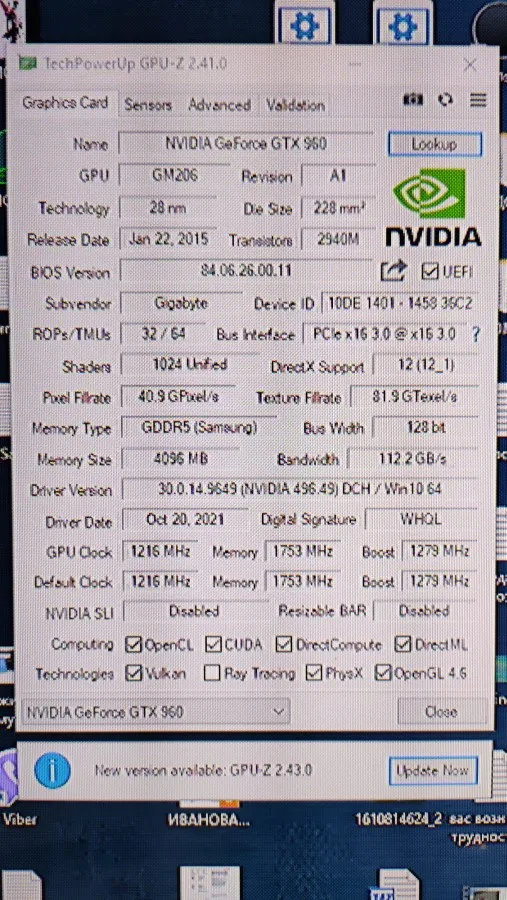 TechPowerUp GPU-Z 2.41.0
Graphics Card Sensors Advanced Validation
Name NVIDIA GeForce GTX 960 Lookup
GPU GM206 Revision A1
Technology 28 nm Die Size 228 mm²
Release Date Jan 22, 2015 Transistors 2940M
NVIDIA
BIOS Version 84.06.26.00.11 UEFI
Subvendor Gigabyte Device ID 10DE 1401 - 1458 36C2
ROPs/TMUs 32 / 64 Bus Interface PCIe x16 3.0 @ x16 3.0 ?
Shaders 1024 Unified DirectX Support 12 (12_1)
Pixel Fillrate 40.9 GPixel/s Texture Fillrate 81.9 GTexel/s
Memory Type GDDR5 (Samsung) Bus Width 128 bit
Memory Size 4096 MB Bandwidth 112.2 GB/s
Driver Version 30.0.14.9649 (NVIDIA 496.49) DCH / Win10 64
Driver Date Oct 20, 2021 Digital Signature WHQL
GPU Clock 1216 MHz Memory 1753 MHz Boost 1279 MHz
Default Clock 1216 MHz Memory 1753 MHz Boost 1279 MHz
NVIDIA SLI Disabled Resizable BAR Disabled
Computing OpenCL CUDA DirectCompute DirectML
Technologies Vulkan Ray Tracing PhysX OpenGL 4.6
NVIDIA GeForce GTX 960 Close
New version available: GPU-Z 2.43.0 Update Now
Viber ИВАНОВА... 1610814624_2 вас возн
труднос